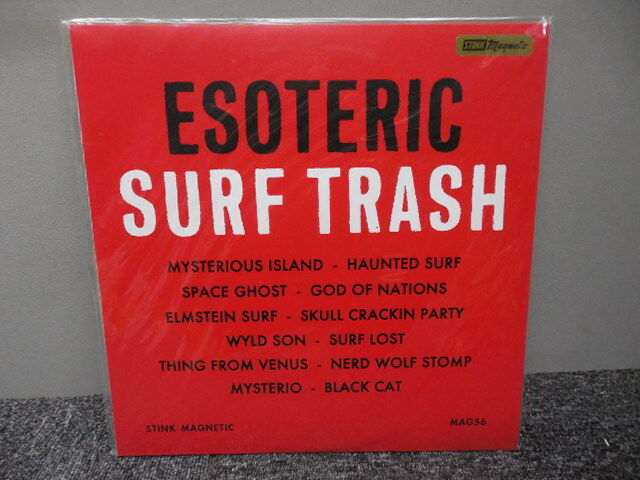 STINK Magnetic
ESOTERIC
SURF TRASH
MYSTERIOUS iSLAND - HAUNTED SURF
SPACE GHOST - GOD OF NATIONS
ELMSTEIN SURF - SKULL CRACKIN PARTY
WYLD SON - SURF LOST
THING FROM VENUS - NERD WOLF STOMP
MYSTERIO - BLACK CAT
STINK MAGNETIC MAG56